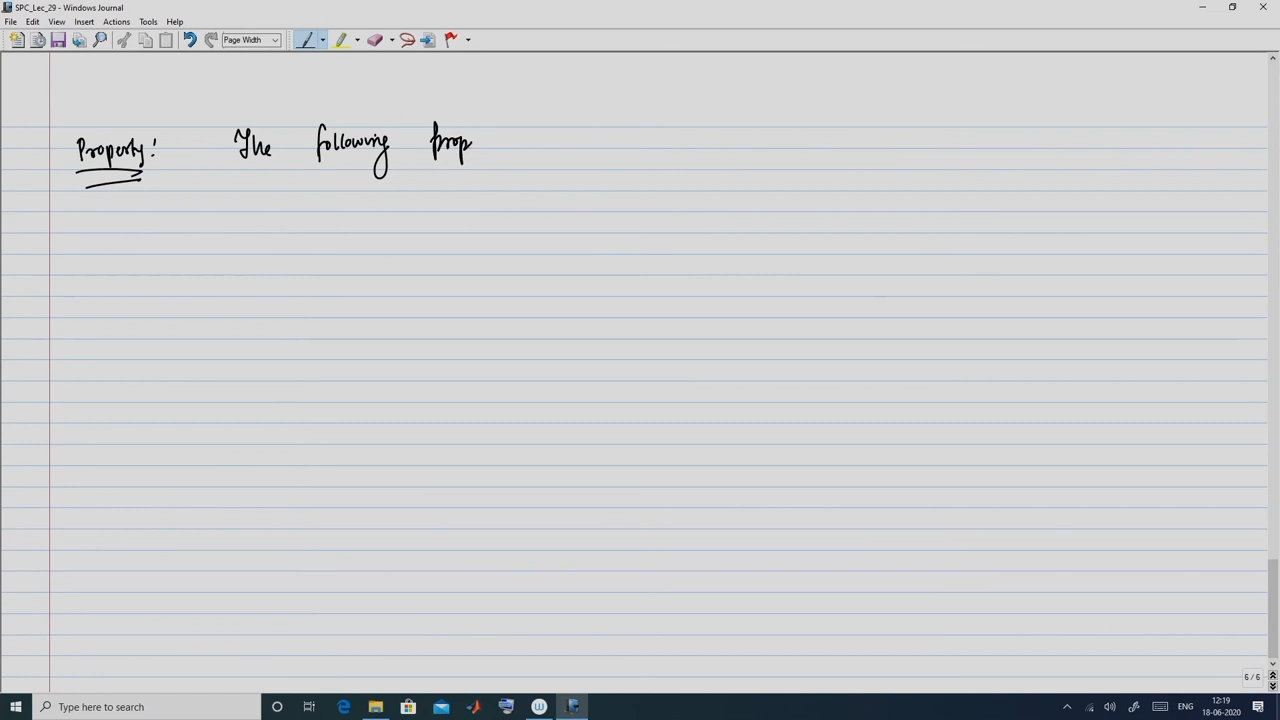 SPC_Lec_29 - Windows Journal
File Edit View Insert Actions Tools Help
Page Width
Property: The following prop
6 / 6
Type here to search
ENG
12:19
18-06-2020